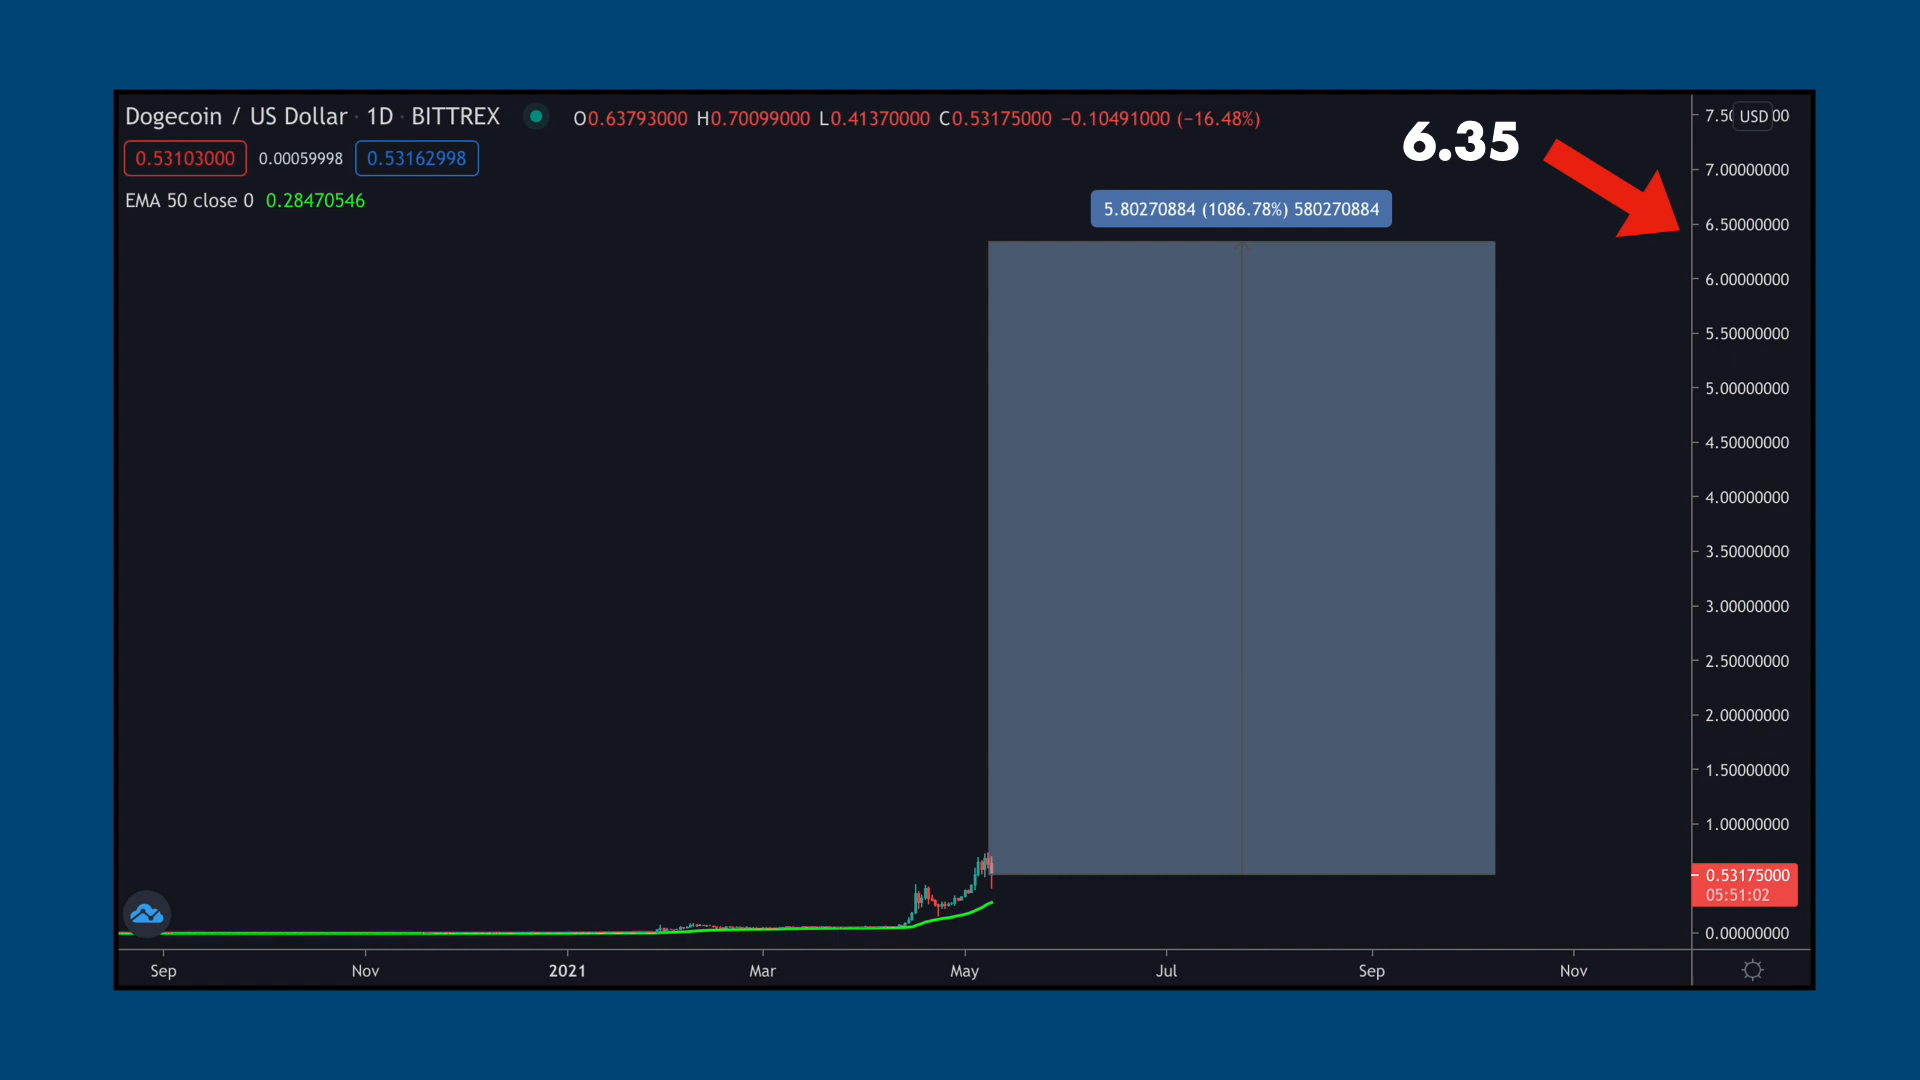 Dogecoin / US Dollar · 1D · BITTREX O0.63793000 H0.70099000 L0.41370000 C0.53175000 −0.10491000 (−16.48%)
0.53103000 0.00059998 0.53162998
EMA 50 close 0 0.28470546
6.35
5.80270884 (1086.78%) 580270884
USD
7.00000000
6.50000000
6.00000000
5.50000000
5.00000000
4.50000000
4.00000000
3.50000000
3.00000000
2.50000000
2.00000000
1.50000000
1.00000000
0.53175000
05:51:02
0.00000000
Sep Nov 2021 Mar May Jul Sep Nov